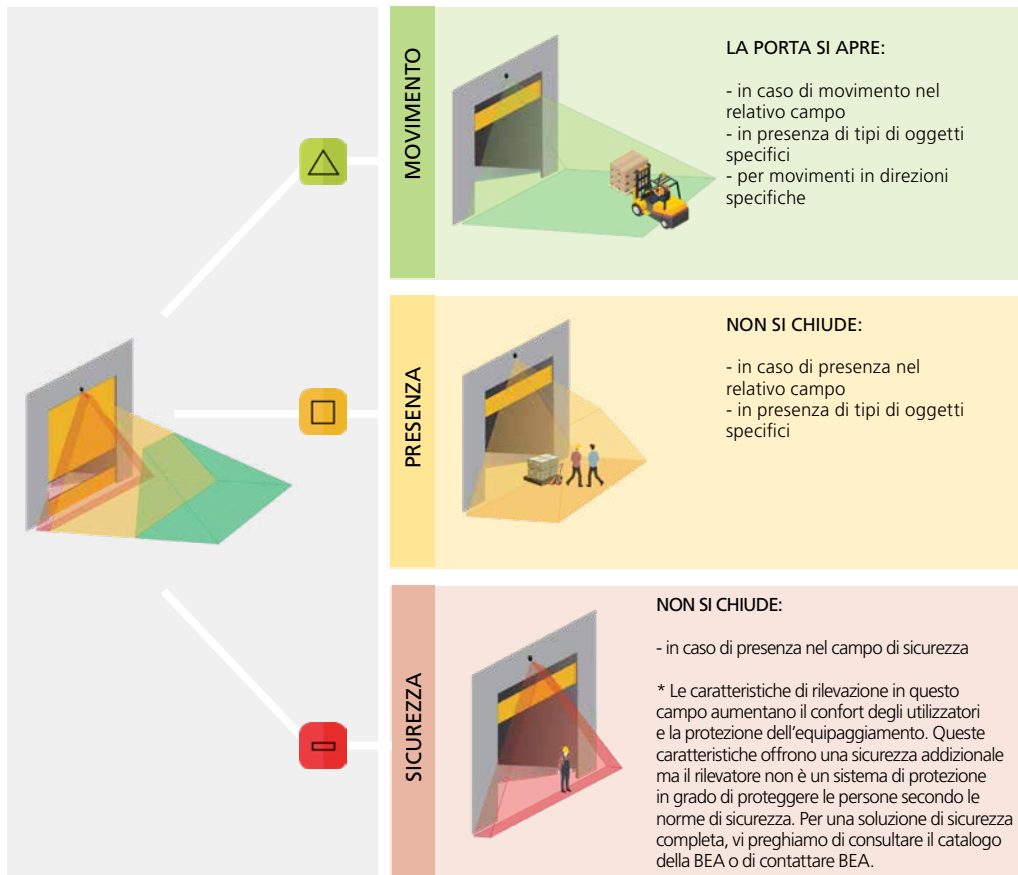 MOVIMENTO
LA PORTA SI APRE:
- in caso di movimento nel
relativo campo
- in presenza di tipi di oggetti
specifici
- per movimenti in direzioni
specifiche
PRESENZA
NON SI CHIUDE:
- in caso di presenza nel
relativo campo
- in presenza di tipi di oggetti
specifici
SICUREZZA
NON SI CHIUDE:
- in caso di presenza nel campo di sicurezza
* Le caratteristiche di rilevazione in questo
campo aumentano il confort degli utilizzatori
e la protezione dell'equipaggiamento. Queste
caratteristiche offrono una sicurezza addizionale
ma il rilevatore non è un sistema di protezione
in grado di proteggere le persone secondo le
norme di sicurezza. Per una soluzione di sicurezza
completa, vi preghiamo di consultare il catalogo
della BEA o di contattare BEA.